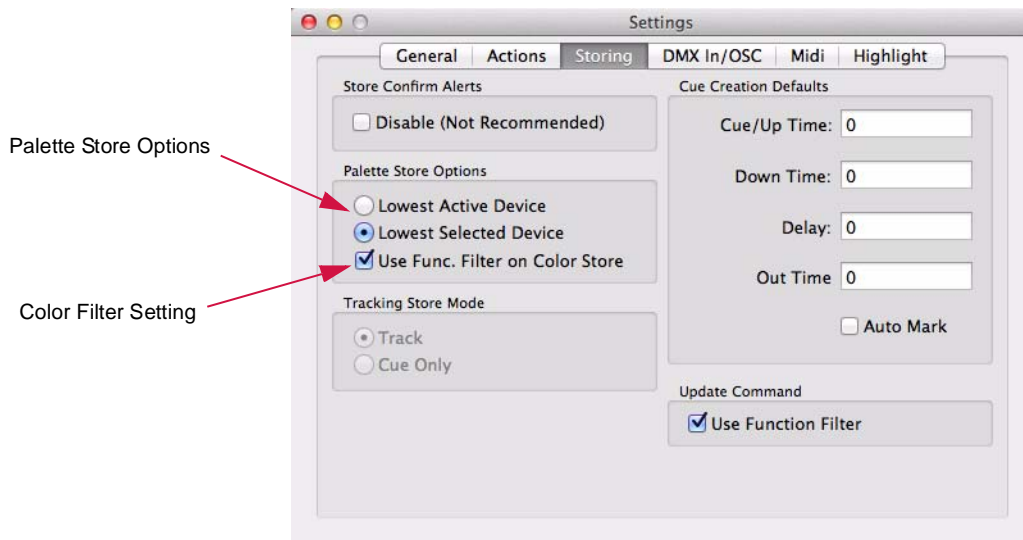 Settings
General Actions Storing DMX In/OSC Midi Highlight
Store Confirm Alerts
Disable (Not Recommended)
Palette Store Options
Palette Store Options
Lowest Active Device
Lowest Selected Device
Use Func. Filter on Color Store
Color Filter Setting
Tracking Store Mode
Track
Cue Only
Cue Creation Defaults
Cue/Up Time: 0
Down Time: 0
Delay: 0
Out Time 0
Auto Mark
Update Command
Use Function Filter